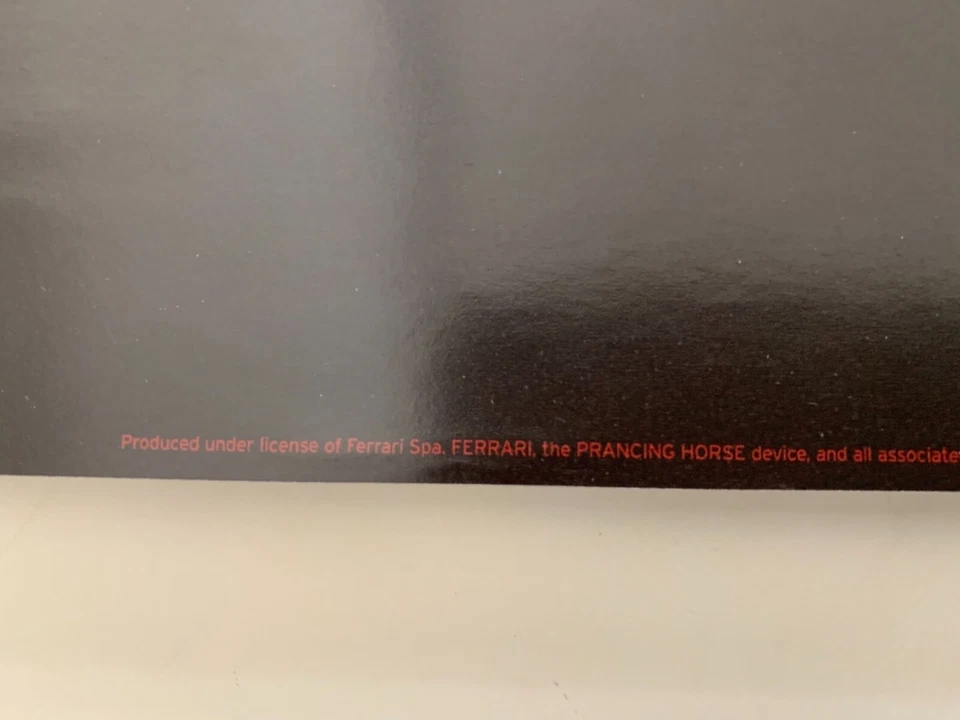 Produced under license of Ferrari Spa. FERRARI, the PRANCING HORSE device, and all associate